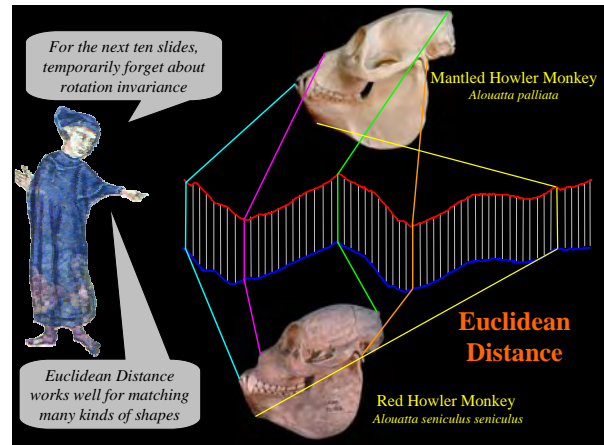 For the next ten slides,
temporarily forget about
rotation invariance
Mantled Howler Monkey
Alouatta palliata
Euclidean
Distance
Euclidean Distance
works well for matching
many kinds of shapes
Red Howler Monkey
Alouatta seniculus seniculus